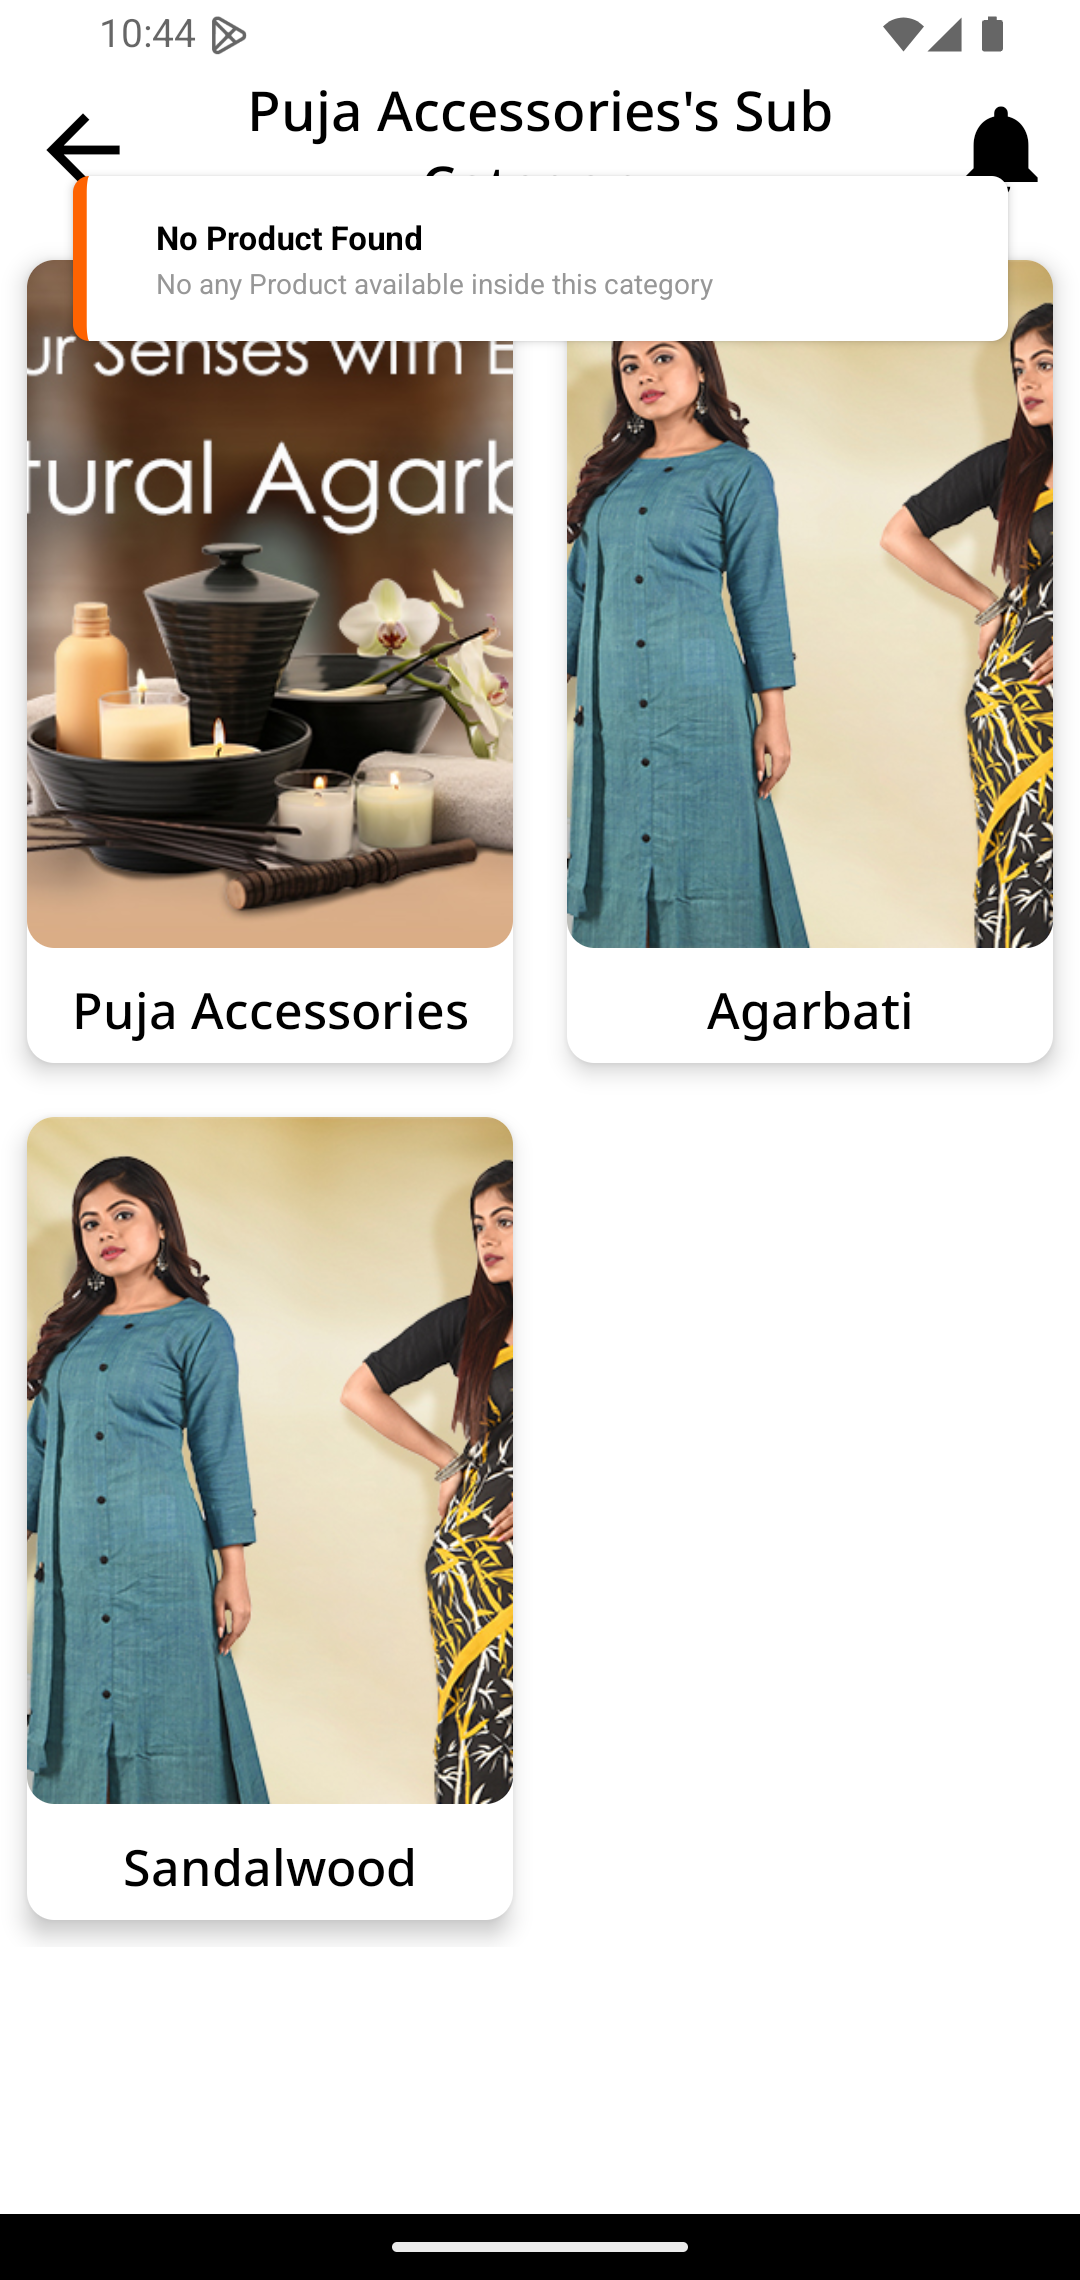 10:44
Puja Accessories's Sub
No Product Found
No any Product available inside this category
ur Senses with E
tural Agarb
Puja Accessories
Agarbati
Sandalwood